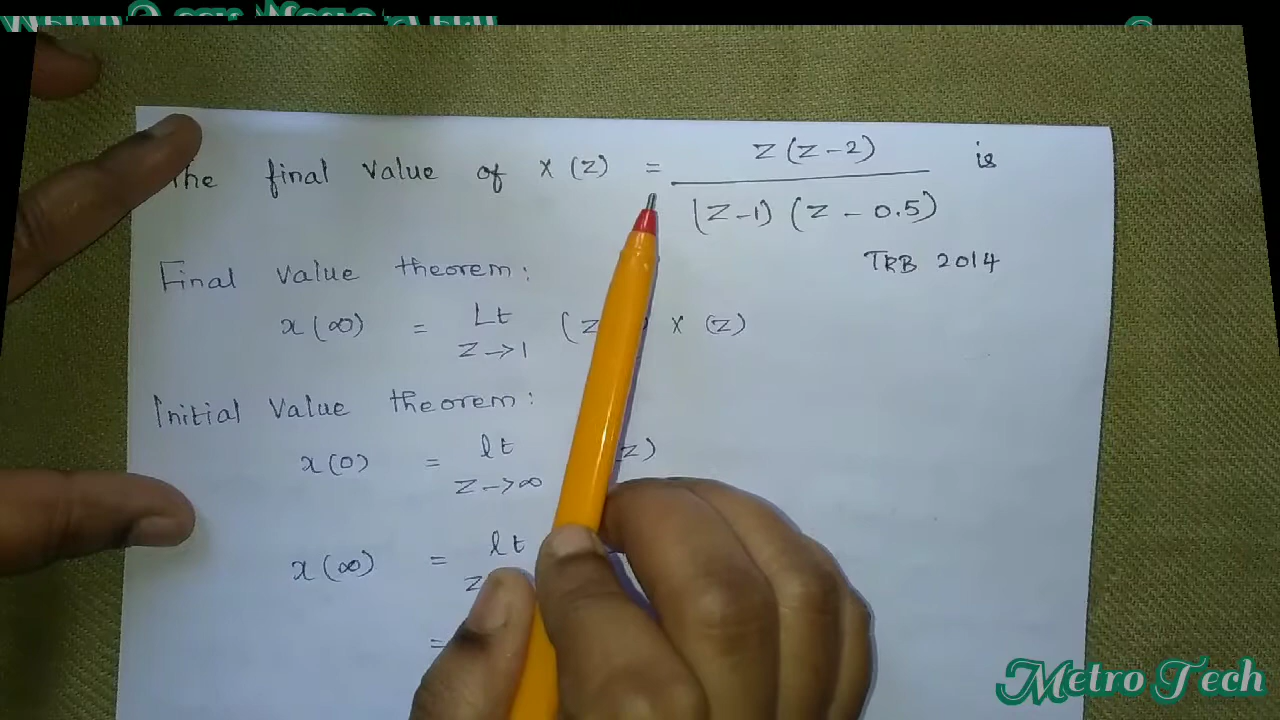 The final value of X(z) = z(z-2) / (z-1)(z-0.5) is
TRB 2014
Final value theorem:
x(∞) = Lt z→1 (z X(z)
Initial value theorem:
x(0) = lt z→∞ z)
x(∞) = lt z
=
Metro Tech